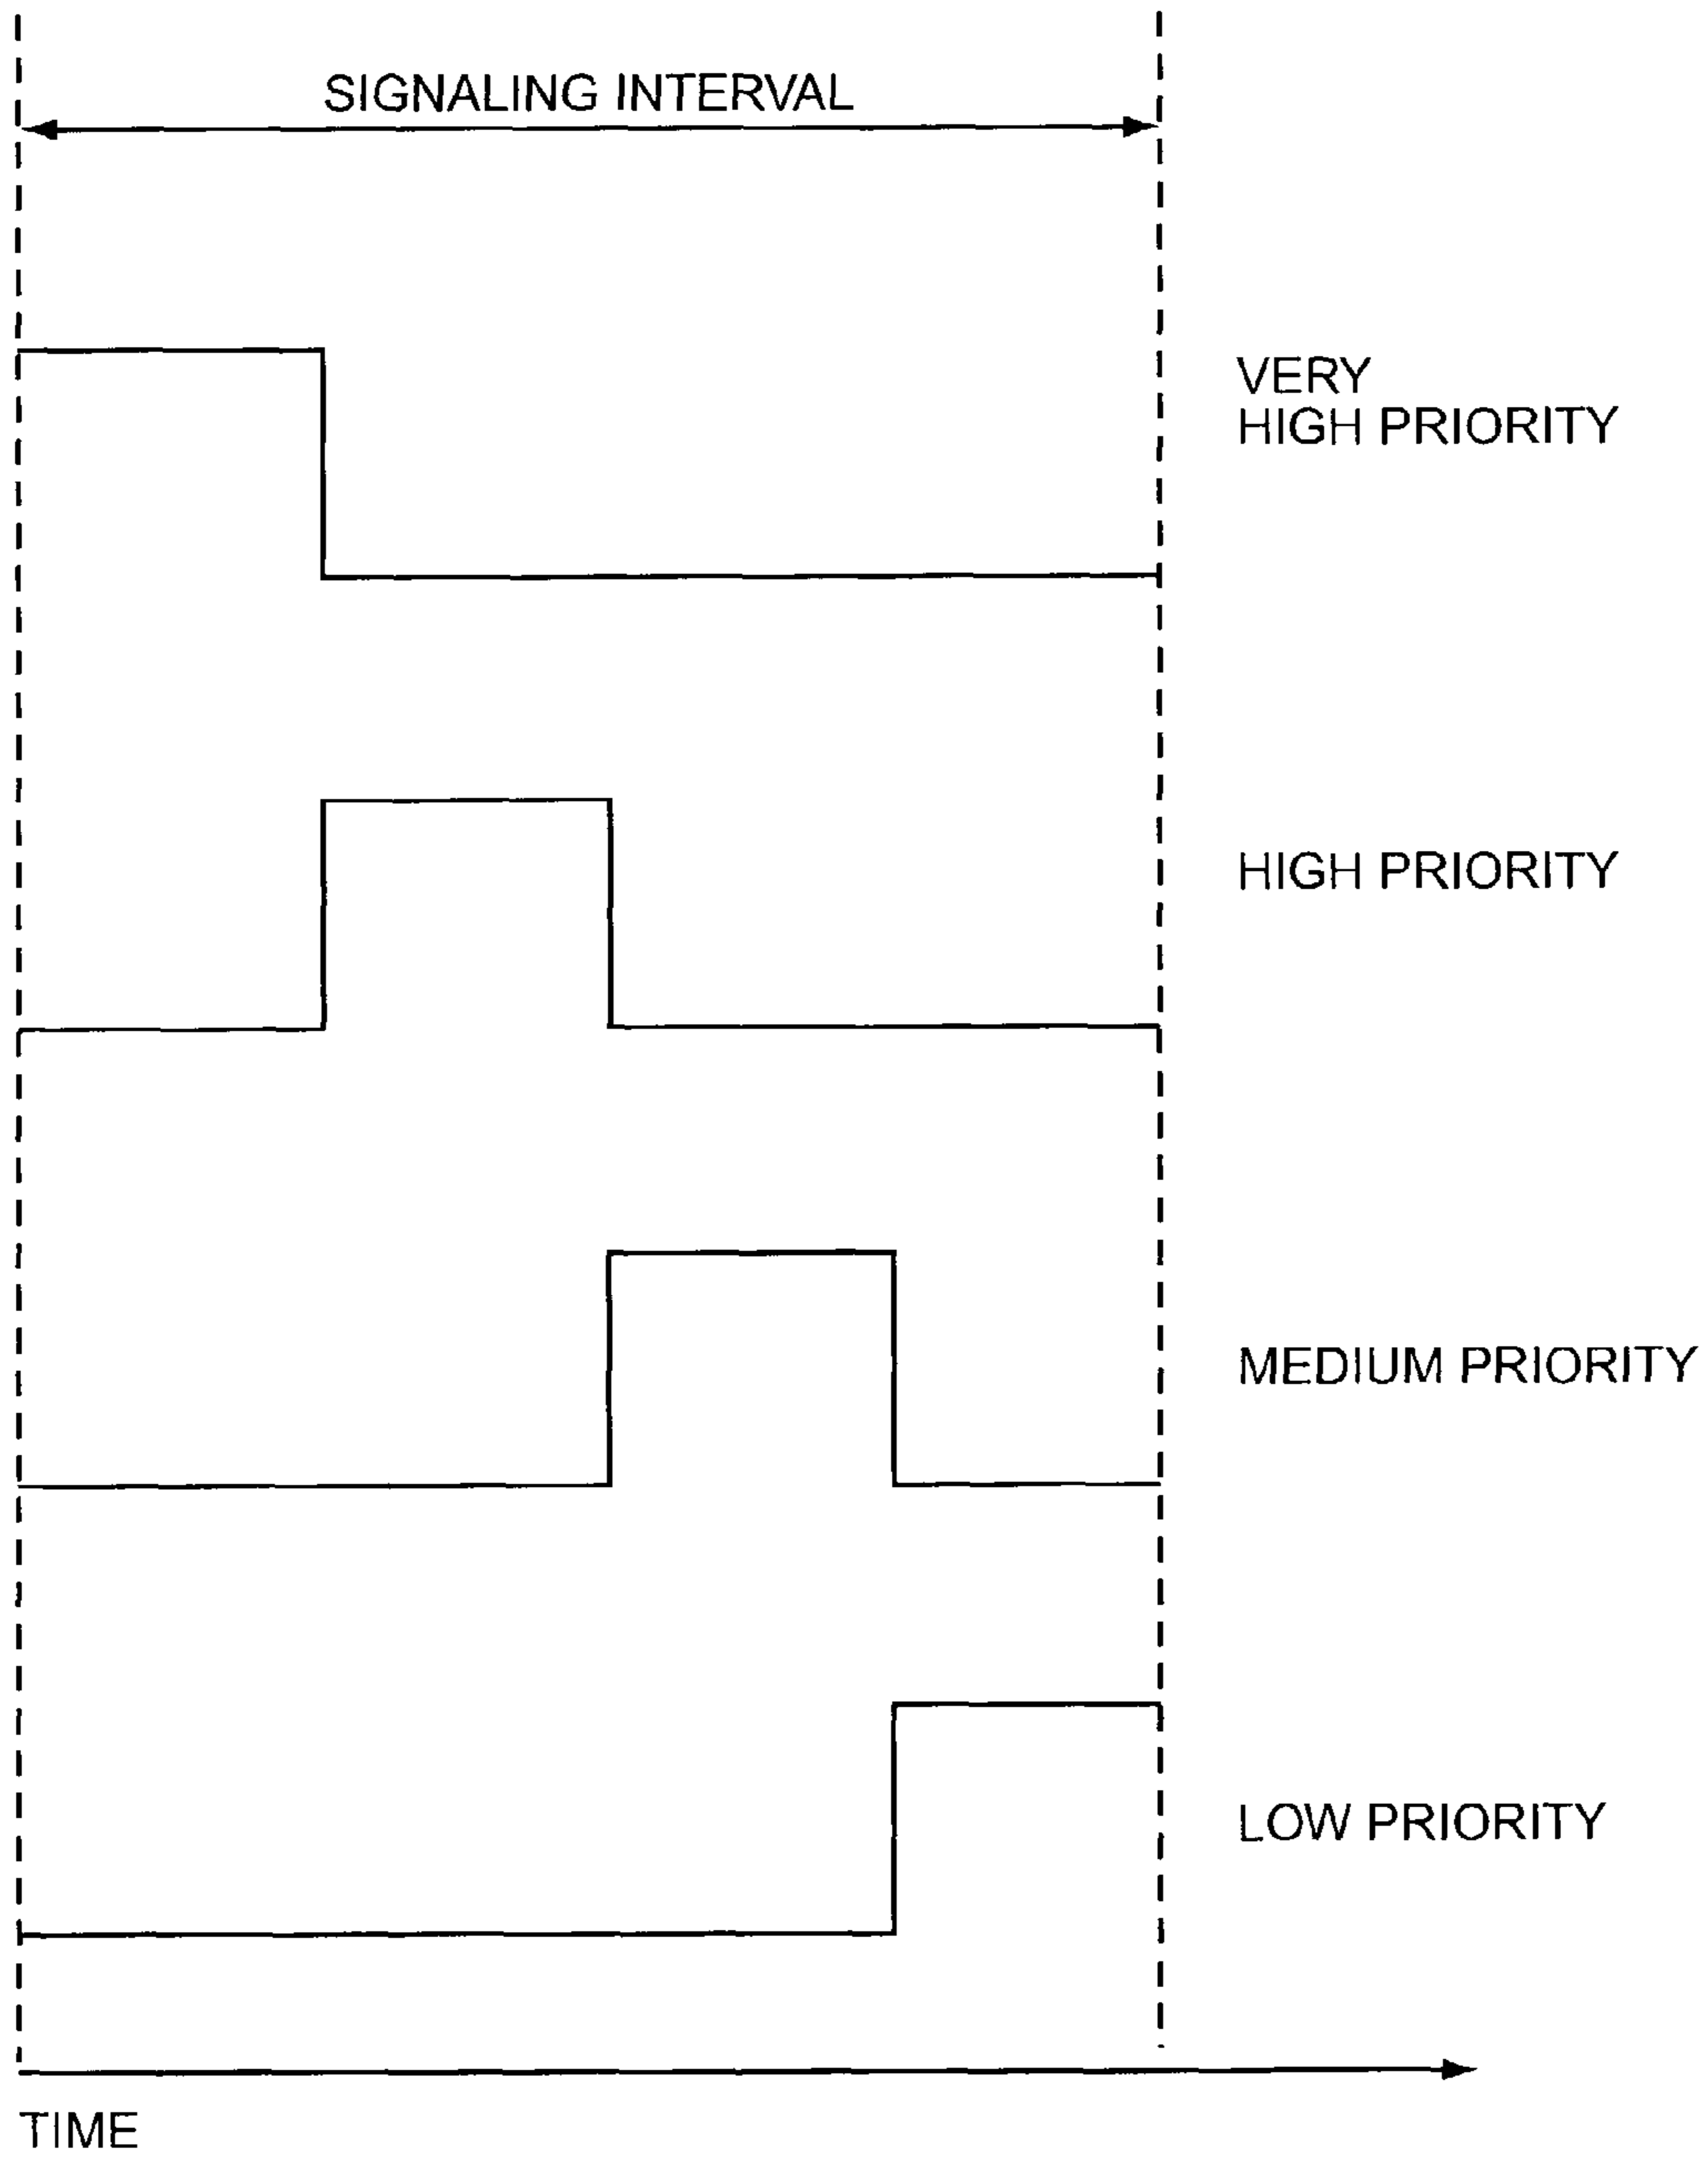 SIGNALING INTERVAL
VERY
HIGH PRIORITY
HIGH PRIORITY
MEDIUM PRIORITY
LOW PRIORITY
TIME